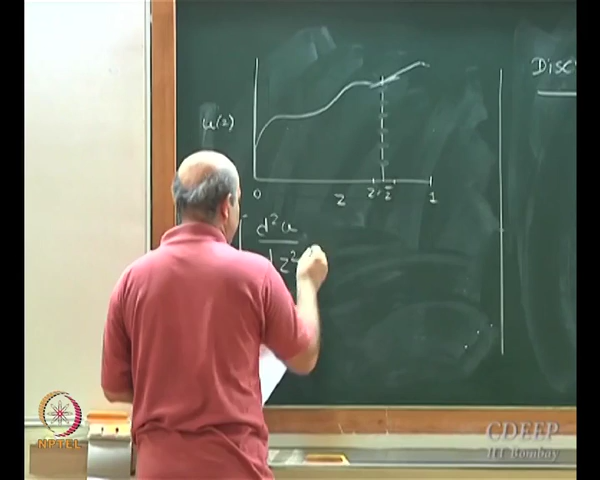 Disc
u(z)
0 z z = z̄ 1
d²u
dz²
NPTEL
CDEEP
IIT Bombay